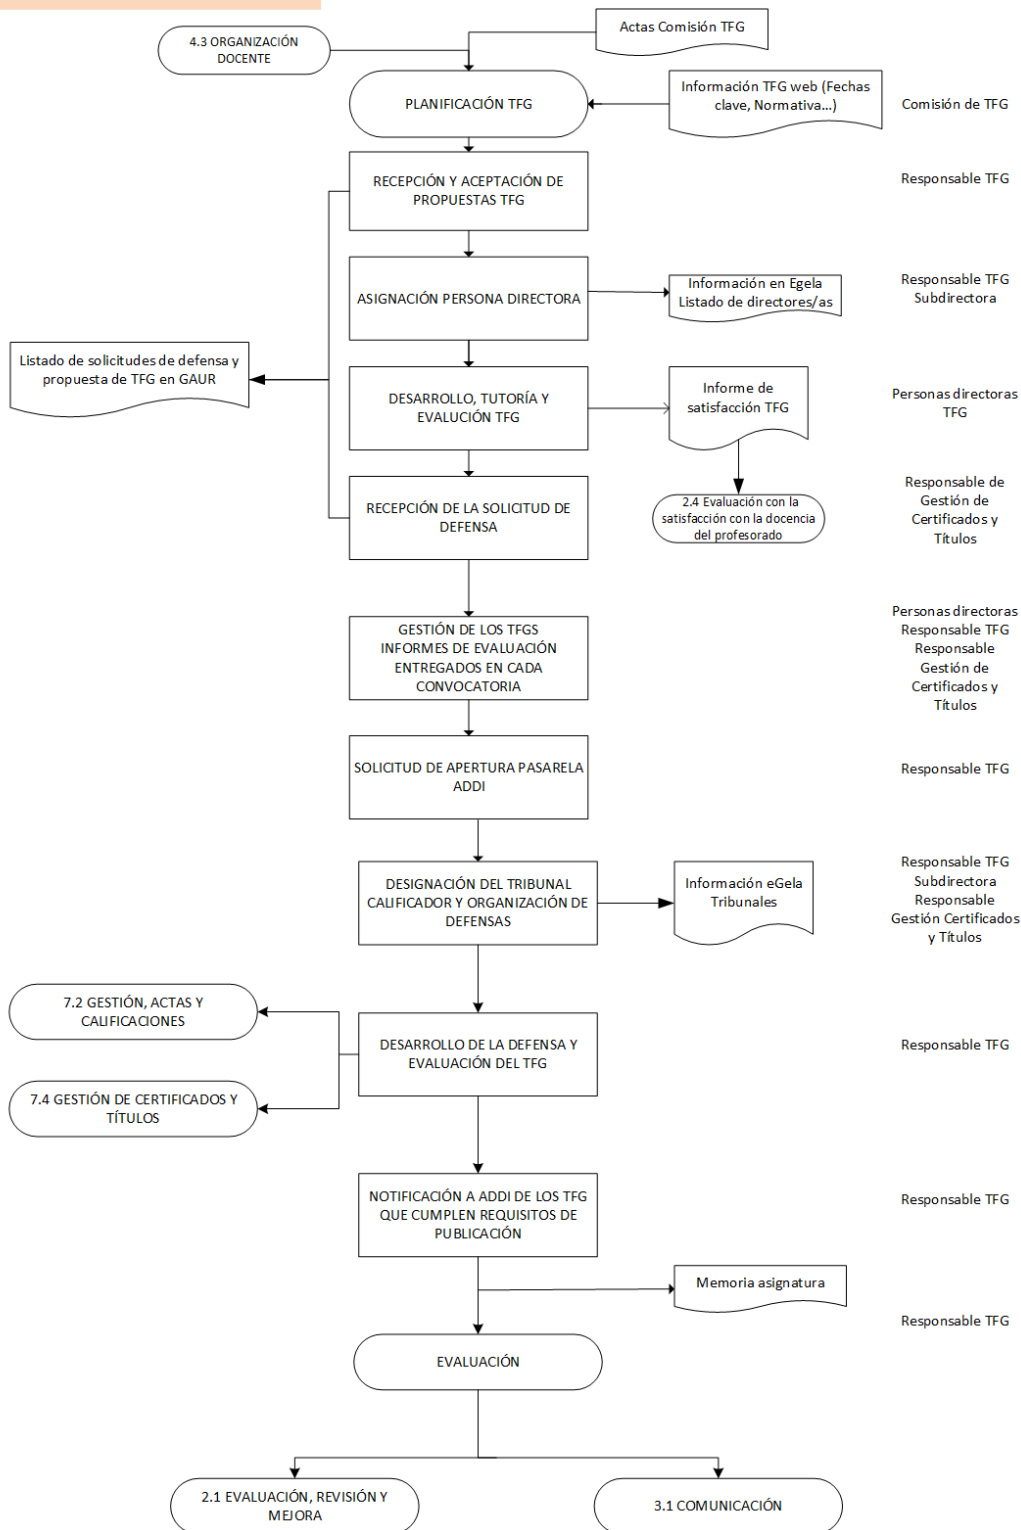 Actas Comisión TFG
4.3 ORGANIZACIÓN
DOCENTE
PLANIFICACIÓN TFG
Información TFG web (Fechas
clave, Normativa...)
Comisión de TFG
RECEPCIÓN Y ACEPTACIÓN DE
PROPUESTAS TFG
Responsable TFG
ASIGNACIÓN PERSONA DIRECTORA
Información en Egela
Listado de directores/as
Responsable TFG
Subdirectora
Listado de solicitudes de defensa y
propuesta de TFG en GAUR
DESARROLLO, TUTORÍA Y
EVALUCIÓN TFG
Informe de
satisfacción TFG
Personas directoras
TFG
RECEPCIÓN DE LA SOLICITUD DE
DEFENSA
2.4 Evaluación con la
satisfacción con la docencia
del profesorado
Responsable de
Gestión de
Certificados y
Títulos
GESTIÓN DE LOS TFGS
INFORMES DE EVALUACIÓN
ENTREGADOS EN CADA
CONVOCATORIA
Personas directoras
Responsable TFG
Responsable
Gestión de
Certificados y
Títulos
SOLICITUD DE APERTURA PASARELA
ADDI
Responsable TFG
DESIGNACIÓN DEL TRIBUNAL
CALIFICADOR Y ORGANIZACIÓN DE
DEFENSAS
Información eGela
Tribunales
Responsable TFG
Subdirectora
Responsable
Gestión Certificados
y Títulos
7.2 GESTIÓN, ACTAS Y
CALIFICACIONES
DESARROLLO DE LA DEFENSA Y
EVALUACIÓN DEL TFG
Responsable TFG
7.4 GESTIÓN DE CERTIFICADOS Y
TÍTULOS
NOTIFICACIÓN A ADDI DE LOS TFG
QUE CUMPLEN REQUISITOS DE
PUBLICACIÓN
Responsable TFG
Memoria asignatura
Responsable TFG
EVALUACIÓN
2.1 EVALUACIÓN, REVISIÓN Y
MEJORA
3.1 COMUNICACIÓN